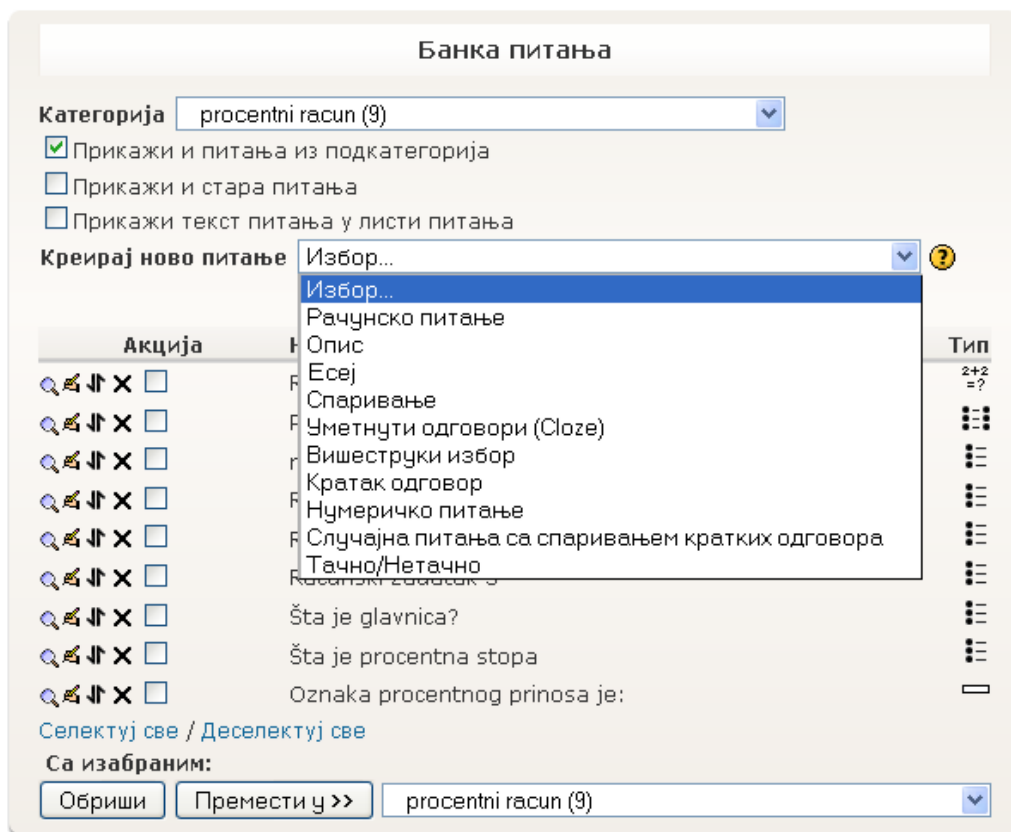 Банка питања
Категорија procentni racun (9)
Прикажи и питања из подкатегорија
Прикажи и стара питања
Прикажи текст питања у листи питања
Креирај ново питање Избор... ?
Избор...
Рачунско питање
Акција Тип
Опис
Есеј
2+2
=?
Спаривање
Уметнути одговори (Cloze)
Вишеструки избор
Кратак одговор
Нумеричко питање
Случајна питања са спаривањем кратких одговора
Тачно/Нетачно
Šta je glavnica?
Šta je procentna stopa
Oznaka procentnog prinosa je:
Селектуј све / Деселектуј све
Са изабраним:
Обриши Премести у >> procentni racun (9)